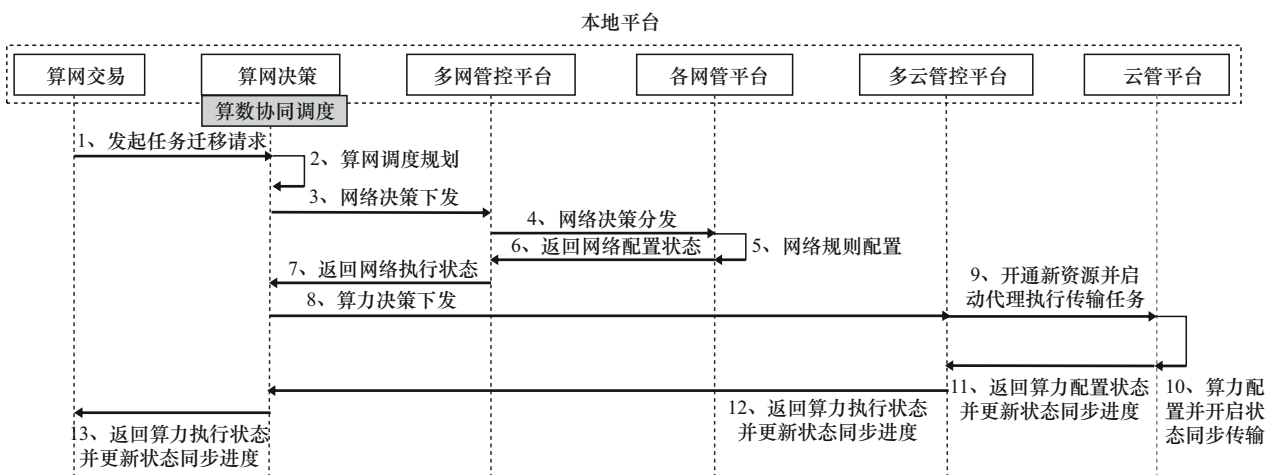 本地平台
算网交易
算网决策
多网管控平台
各网管平台
多云管控平台
云管平台
算数协同调度
1、发起任务迁移请求
2、算网调度规划
3、网络决策下发
4、网络决策分发
5、网络规则配置
6、返回网络配置状态
7、返回网络执行状态
8、算力决策下发
9、开通新资源并启
动代理执行传输任务
10、算力配
置并开启状
态同步传输
11、返回算力配置状态
并更新状态同步进度
12、返回算力执行状态
并更新状态同步进度
13、返回算力执行状态
并更新状态同步进度